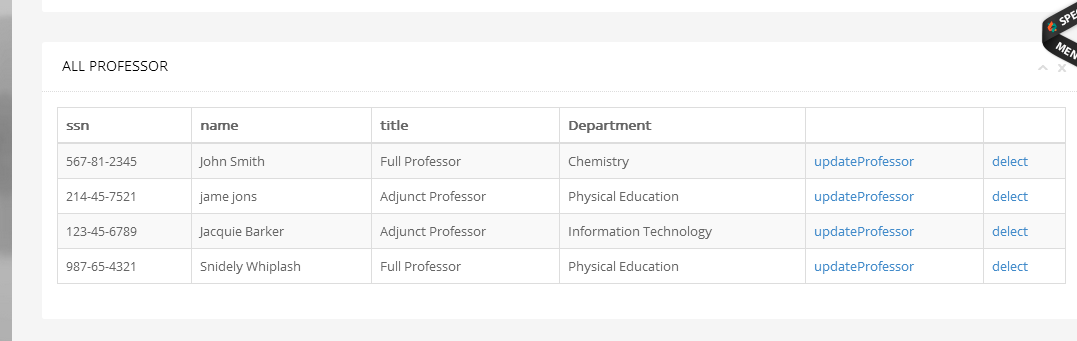 SPE
MEN
ALL PROFESSOR
ssn name title Department
567-81-2345 John Smith Full Professor Chemistry updateProfessor delect
214-45-7521 jame jons Adjunct Professor Physical Education updateProfessor delect
123-45-6789 Jacquie Barker Adjunct Professor Information Technology updateProfessor delect
987-65-4321 Snidely Whiplash Full Professor Physical Education updateProfessor delect